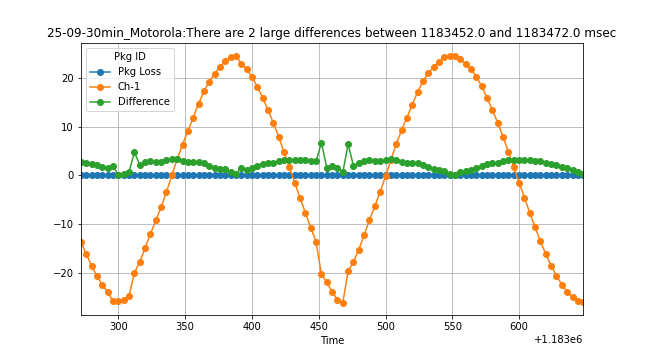 25-09-30min_Motorola:There are 2 large differences between 1183452.0 and 1183472.0 msec
Pkg ID
Pkg Loss
Ch-1
Difference
20
10
0
−10
−20
300
350
400
450
500
550
600
Time
+1.183e6